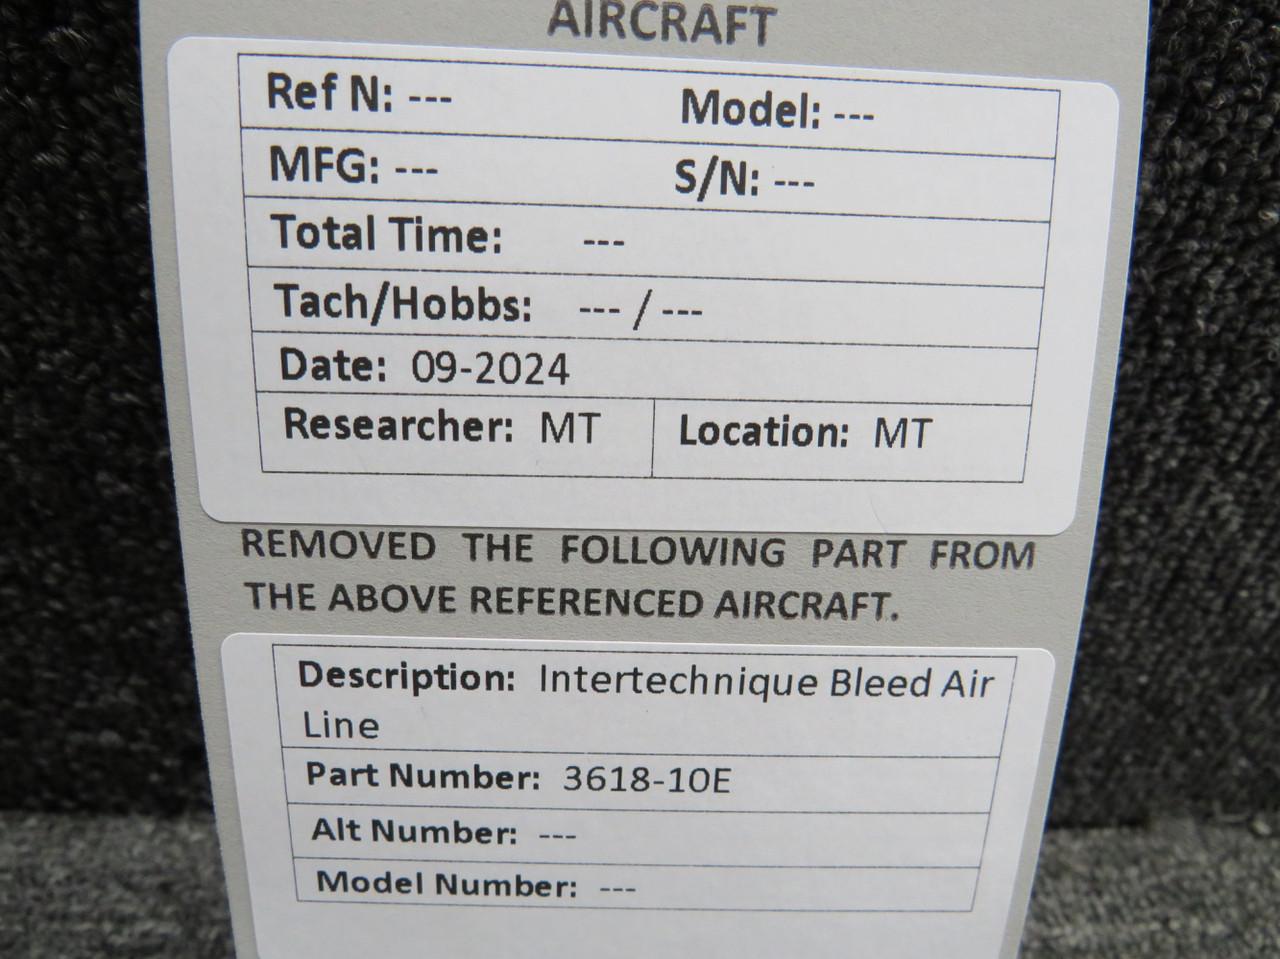 AIRCRAFT
Ref N: --- Model: ---
MFG: --- S/N: ---
Total Time: ---
Tach/Hobbs: --- / ---
Date: 09-2024
Researcher: MT Location: MT
REMOVED THE FOLLOWING PART FROM
THE ABOVE REFERENCED AIRCRAFT.
Description: Intertechnique Bleed Air
Line
Part Number: 3618-10E
Alt Number: ---
Model Number: ---